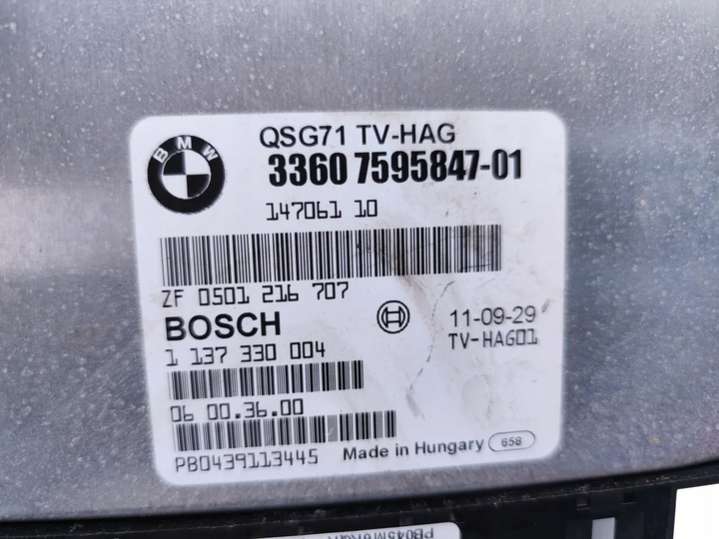 BMW
QSG71 TV-HAG
3360 7595847-01
147061 10
ZF 0501 216 707
BOSCH
11-09-29
1 137 330 004
TV-HAG01
06 00.36.00
PB0439113445
Made in Hungary 658